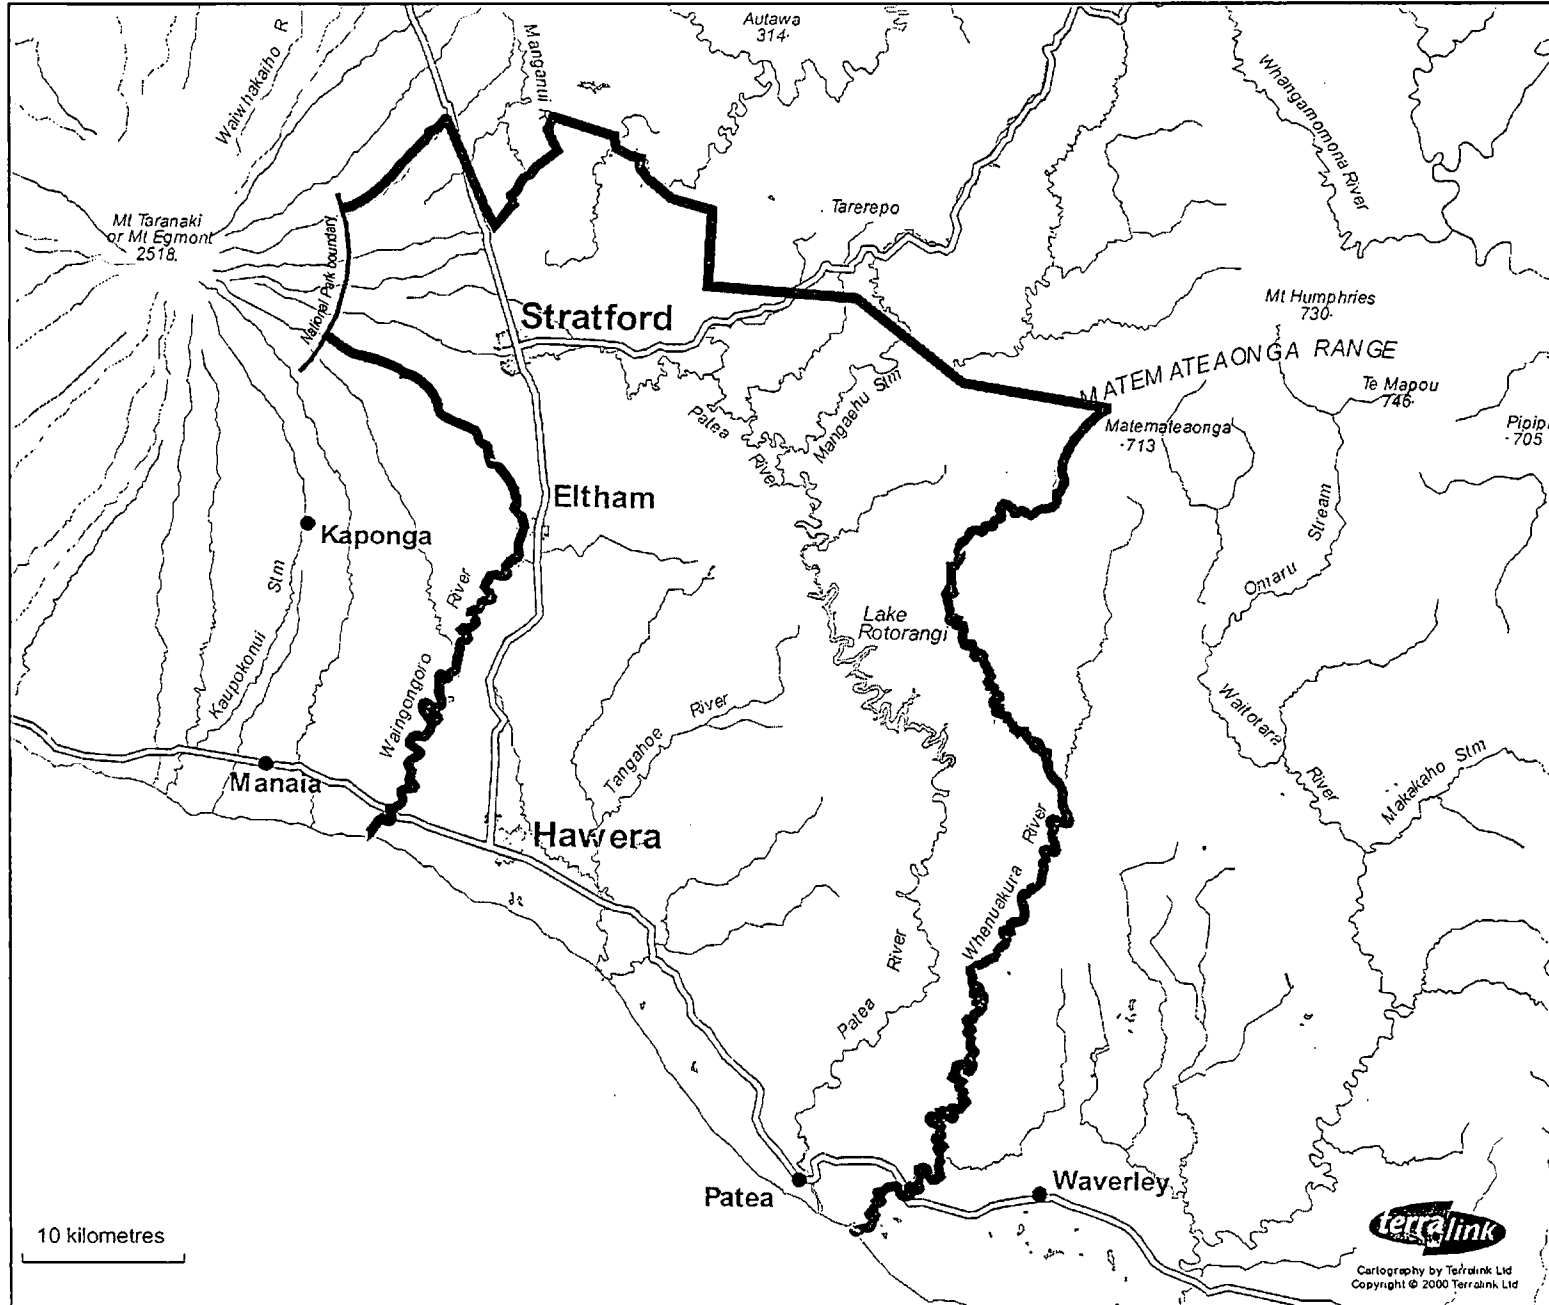 Autawa
314
Waiwhakaiho R
Manganui
Whangamomona River
Tarerepo
Mt Taranaki
or Mt Egmont
2518
National Park boundary
Mt Humphries
730
Stratford
MATEMATEAONGA RANGE
Te Mapou
746
Patea
River
Mangaehu Stm
Matemateaonga
713
Pipipi
705
Eltham
Kaponga
Stm
Kaupokonui
River
Waingongoro
Omaru
Stream
Lake
Rotorangi
Tangahoe
River
Waitotara
River
Makakaho Stm
Manaia
Hawera
Whenuakura
River
Patea
River
Patea
Waverley
10 kilometres
terralink
Cartography by Terralink Ltd
Copyright © 2000 Terralink Ltd